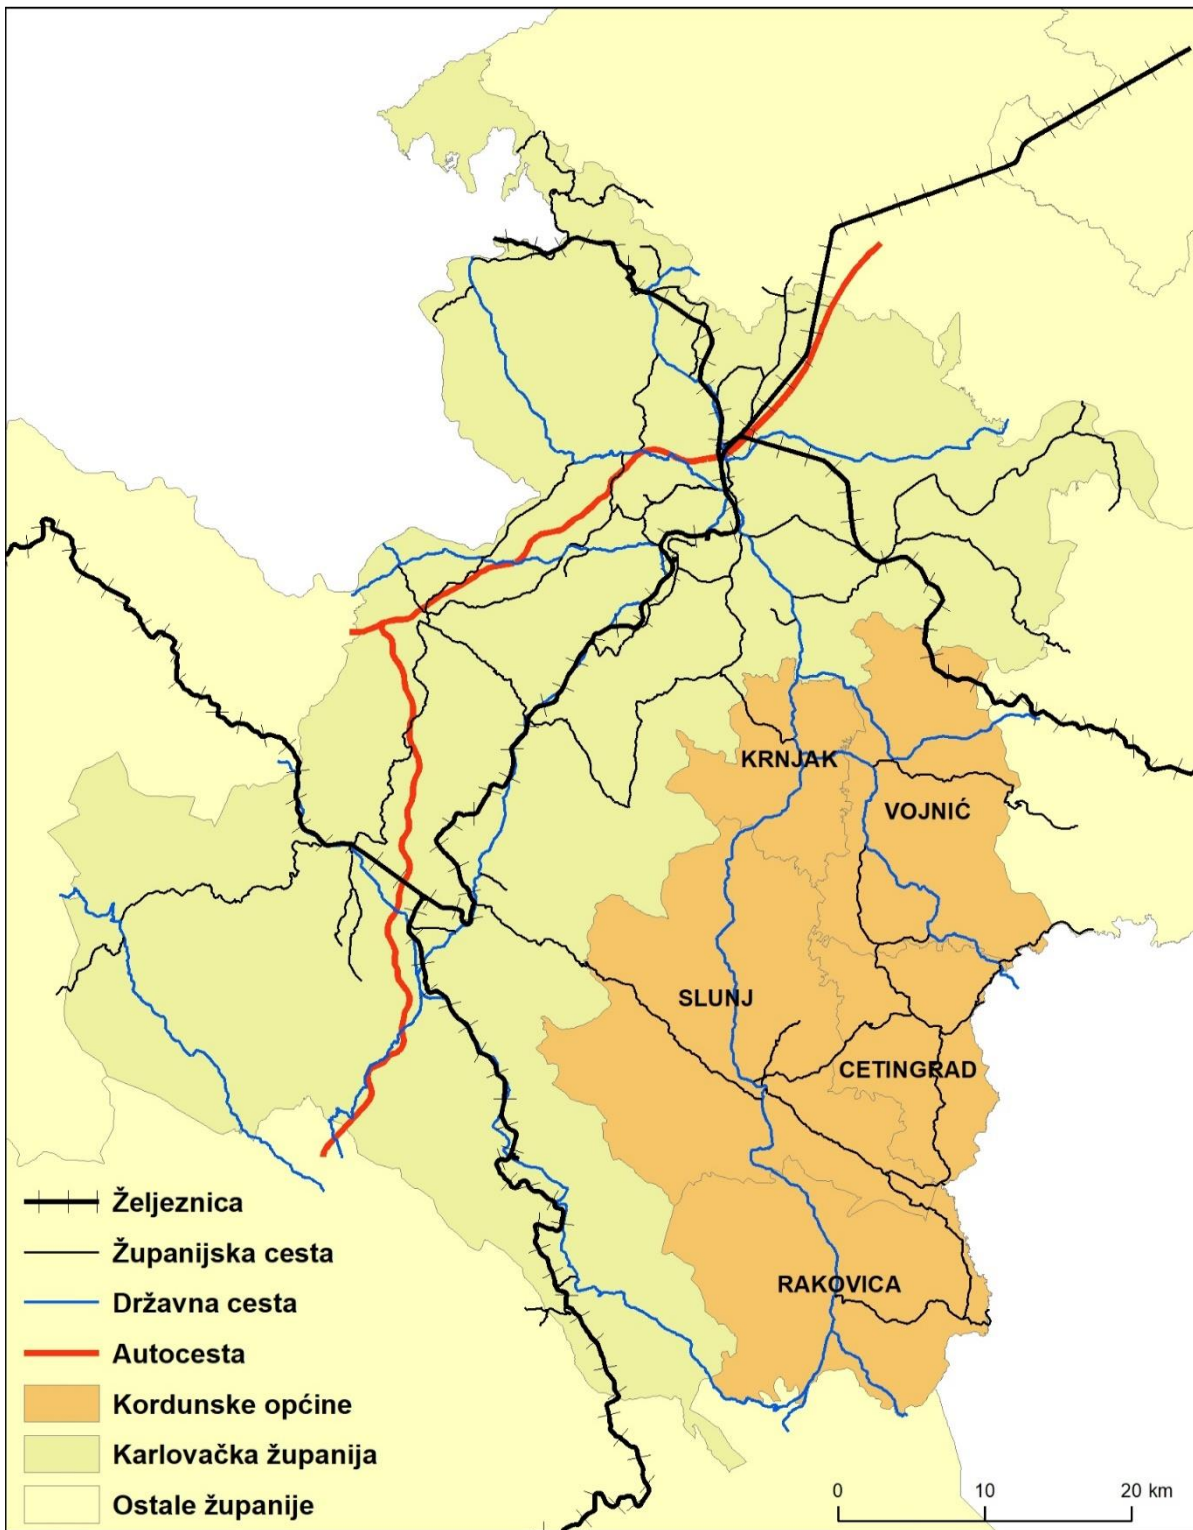 KRNJAK
VOJNIĆ
SLUNJ
CETINGRAD
RAKOVICA
Željeznica
Županijska cesta
Državna cesta
Autocesta
Kordunske općine
Karlovačka županija
Ostale županije
0 10 20 km